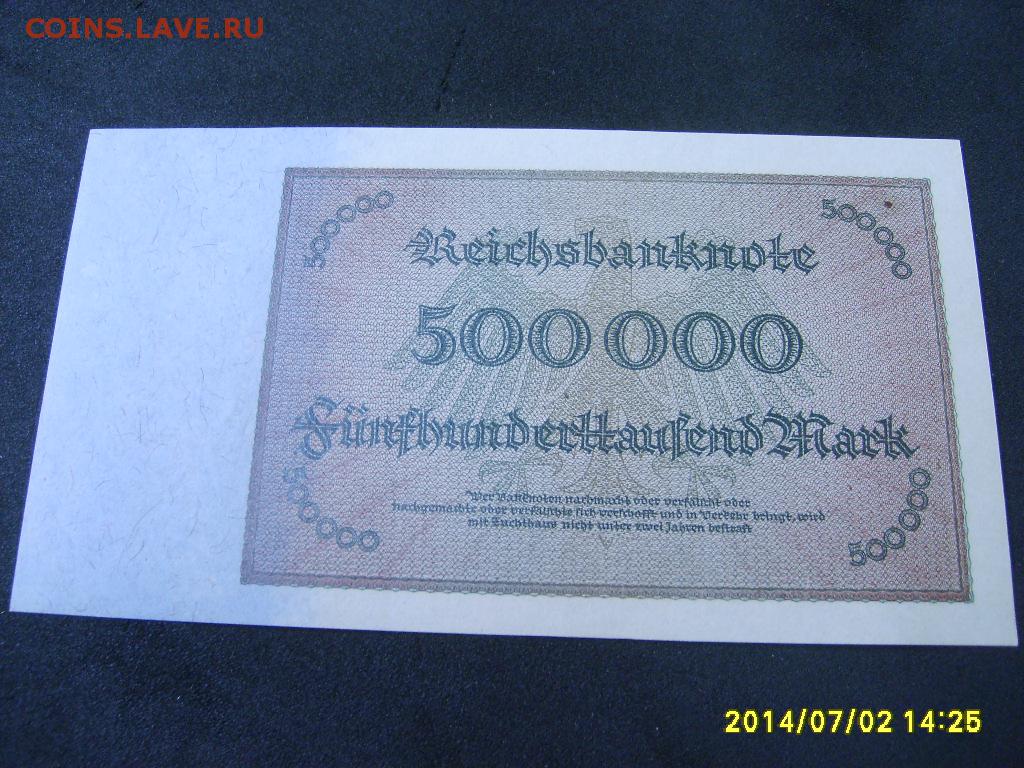 COINS.LAVE.RU
500000
500000
Reichsbanknote
500000
Fünfhunderttauſend Mark
500000
Wer Banknoten nachmacht oder verfälſcht oder
nachgemachte oder verfälſchte ſich verſchafft und in Verkehr bringt, wird
mit Zuchthaus nicht unter zwei Jahren beſtraft
500000
2014/07/02 14:25